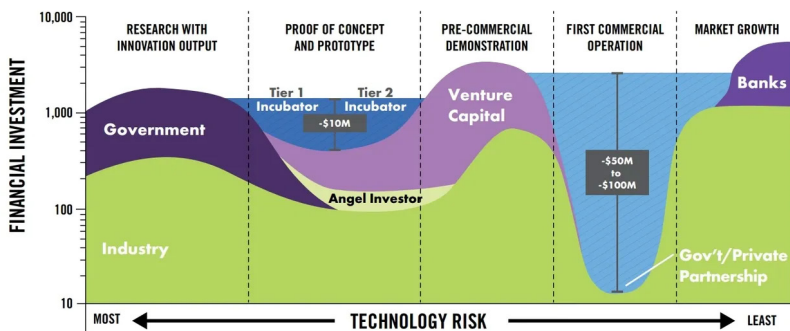 RESEARCH WITH
INNOVATION OUTPUT
PROOF OF CONCEPT
AND PROTOTYPE
PRE-COMMERCIAL
DEMONSTRATION
FIRST COMMERCIAL
OPERATION
MARKET GROWTH
FINANCIAL INVESTMENT
10,000
1,000
100
10
Government
Industry
Tier 1
Incubator
Tier 2
Incubator
-$10M
Angel Investor
Venture
Capital
-$50M
to
-$100M
Gov't/Private
Partnership
Banks
MOST
TECHNOLOGY RISK
LEAST